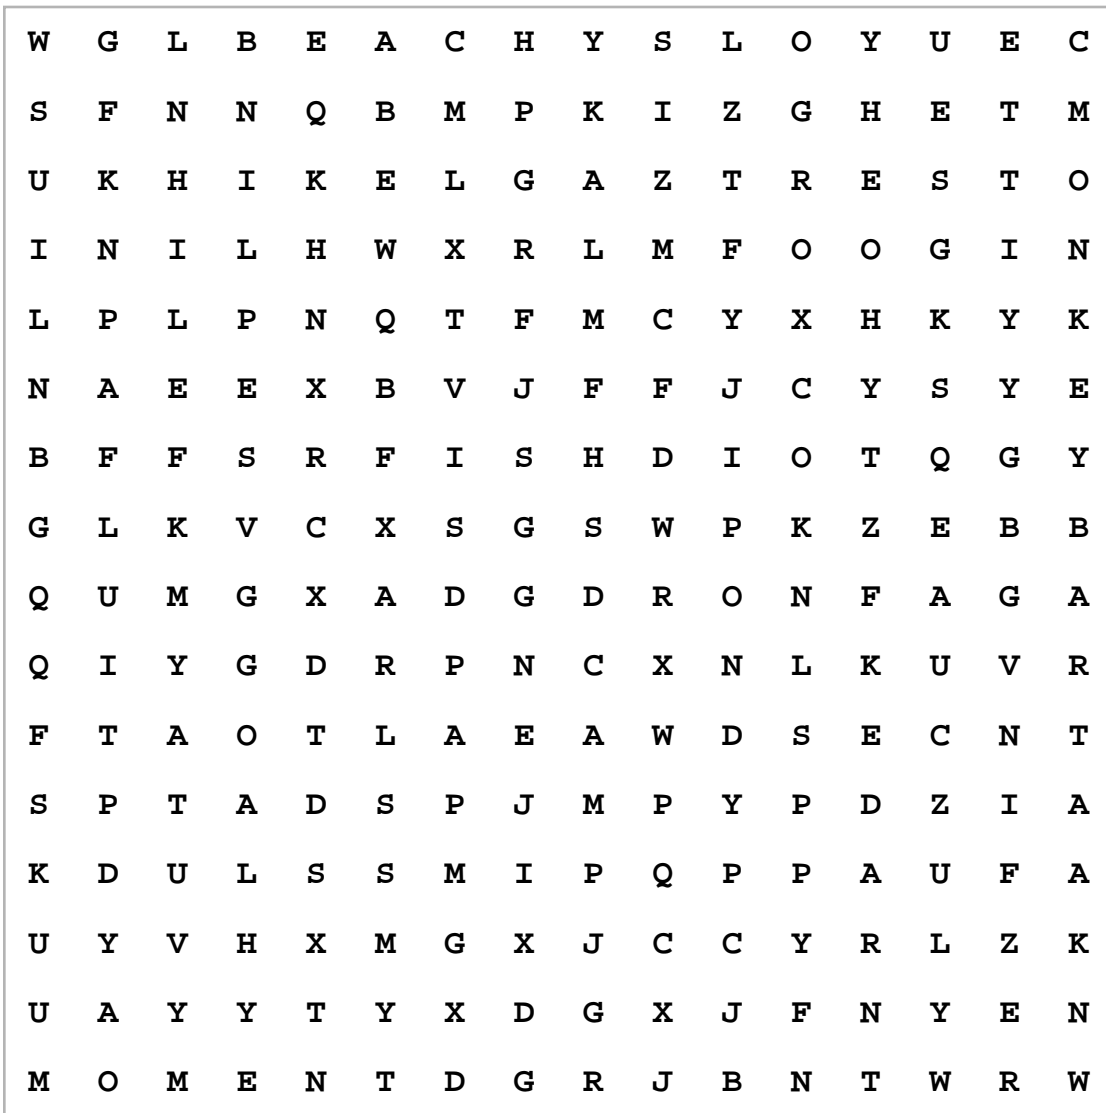 W G L B E A C H Y S L O Y U E C
S F N N Q B M P K I Z G H E T M
U K H I K E L G A Z T R E S T O
I N I L H W X R L M F O O G I N
L P L P N Q T F M C Y X H K Y K
N A E E X B V J F F J C Y S Y E
B F F S R F I S H D I O T Q G Y
G L K V C X S G S W P K Z E B B
Q U M G X A D G D R O N F A G A
Q I Y G D R P N C X N L K U V R
F T A O T L A E A W D S E C N T
S P T A D S P J M P Y P D Z I A
K D U L S S M I P Q P P A U F A
U Y V H X M G X J C C Y R L Z K
U A Y Y T Y X D G X J F N Y E N
M O M E N T D G R J B N T W R W